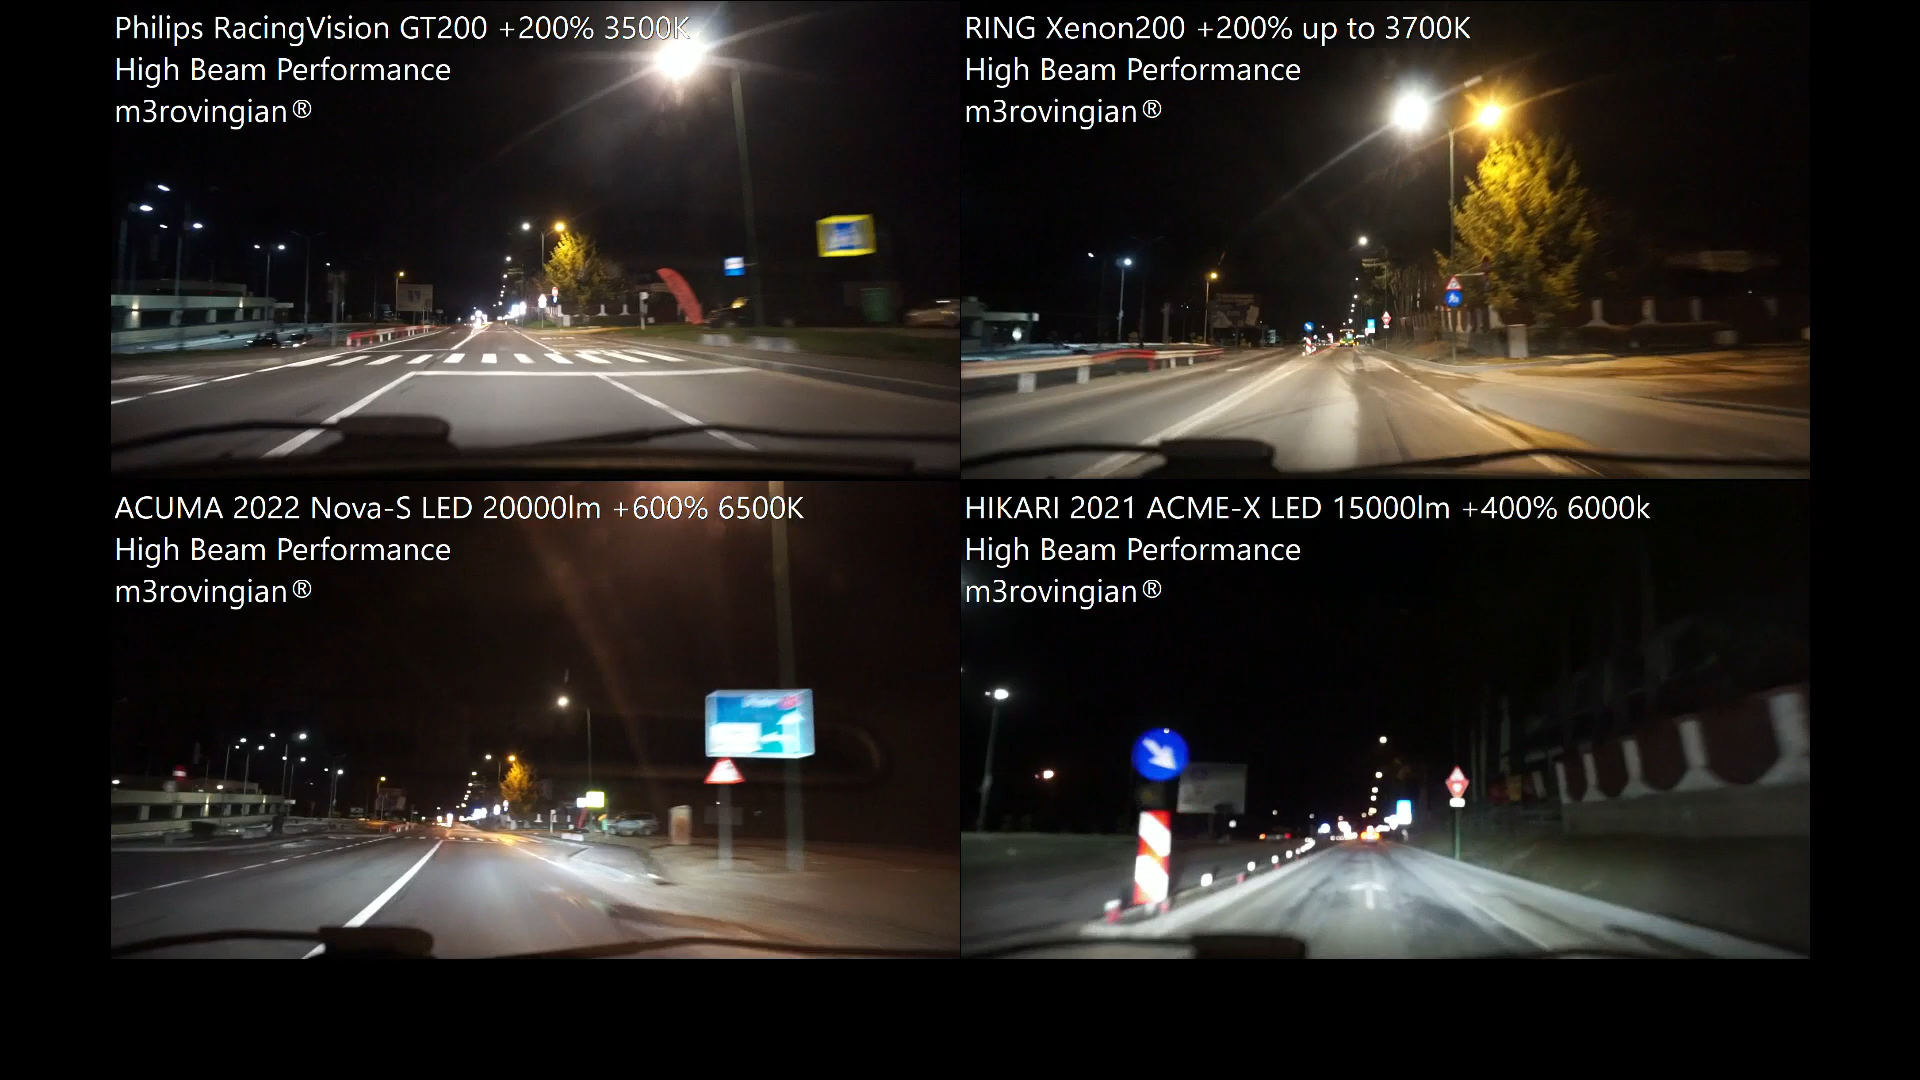 Philips RacingVision GT200 +200% 3500K
High Beam Performance
m3rovingian®
RING Xenon200 +200% up to 3700K
High Beam Performance
m3rovingian®
ACUMA 2022 Nova-S LED 20000lm +600% 6500K
High Beam Performance
m3rovingian®
HIKARI 2021 ACME-X LED 15000lm +400% 6000k
High Beam Performance
m3rovingian®